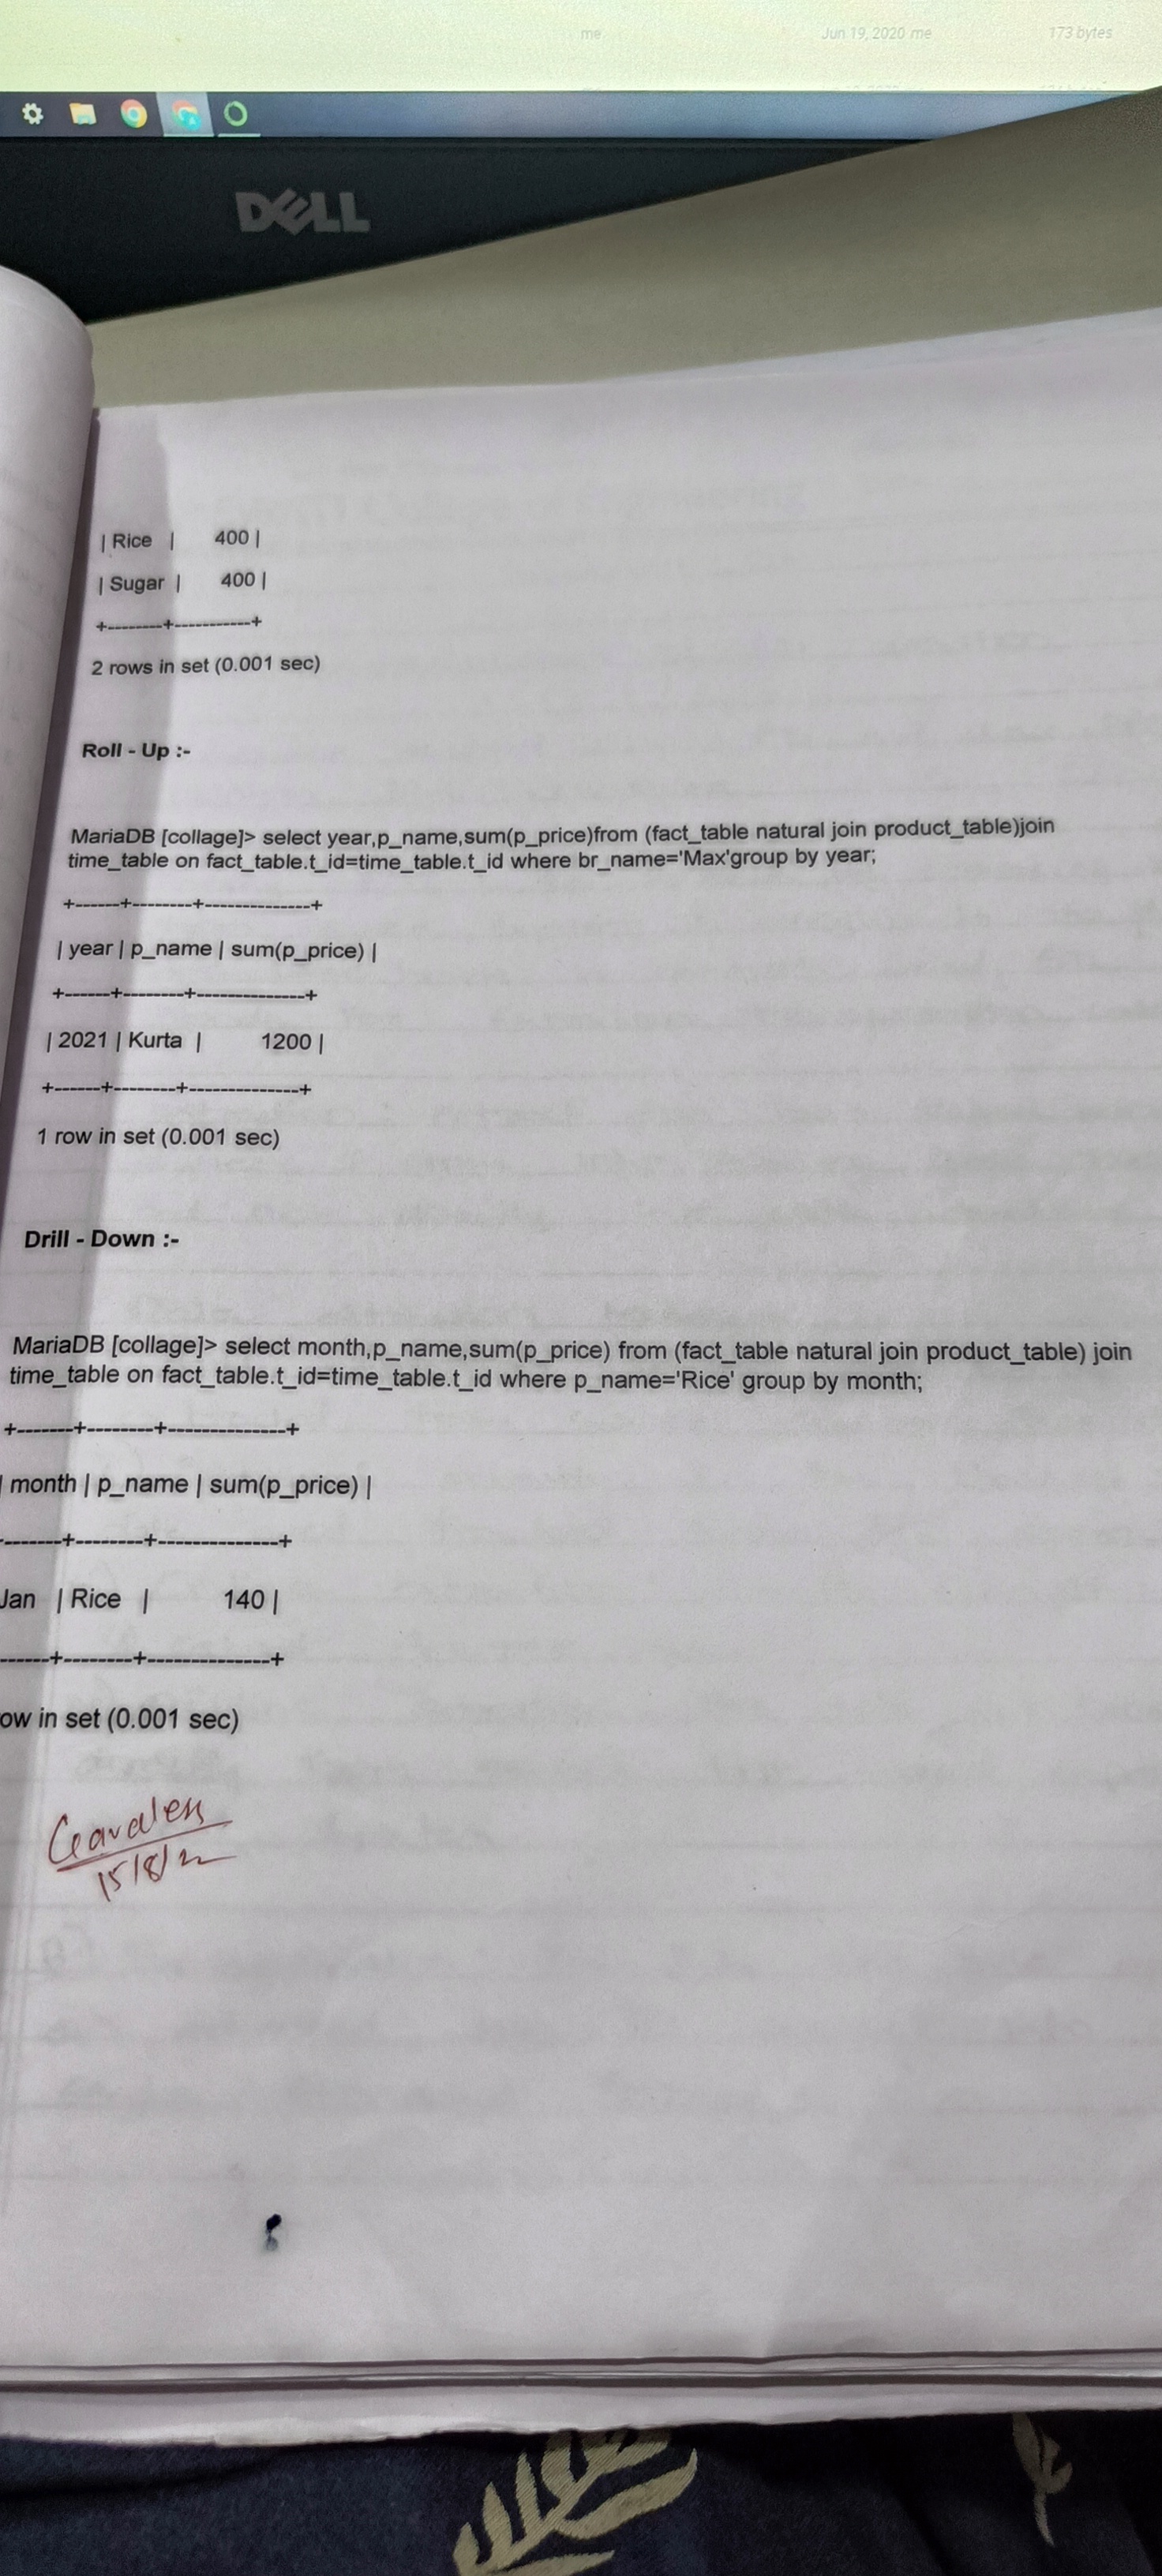 me Jun 19, 2020 me 173 bytes
DELL
| Rice | 400 |
| Sugar | 400 |
+--------+-----------+
2 rows in set (0.001 sec)
Roll - Up :-
MariaDB [collage]> select year,p_name,sum(p_price)from (fact_table natural join product_table)join
time_table on fact_table.t_id=time_table.t_id where br_name='Max'group by year;
+------+--------+--------------+
| year | p_name | sum(p_price) |
+------+--------+--------------+
| 2021 | Kurta | 1200 |
+------+--------+--------------+
1 row in set (0.001 sec)
Drill - Down :-
MariaDB [collage]> select month,p_name,sum(p_price) from (fact_table natural join product_table) join
time_table on fact_table.t_id=time_table.t_id where p_name='Rice' group by month;
+-------+--------+--------------+
| month | p_name | sum(p_price) |
-------+--------+--------------+
Jan | Rice | 140 |
------+--------+--------------+
ow in set (0.001 sec)
15/8/22